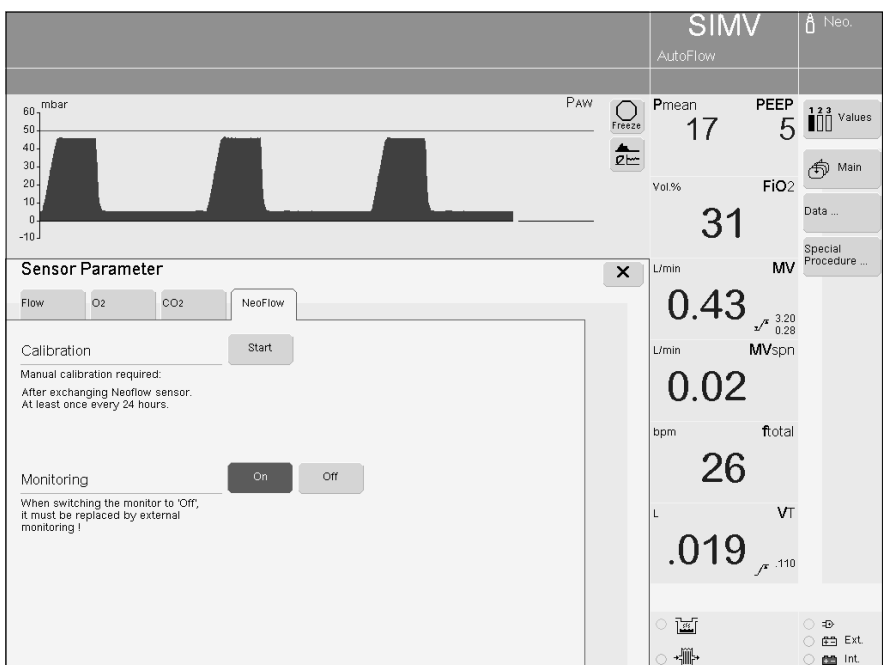 SIMV
Neo.
AutoFlow
mbar
PAW
60
50
40
30
20
10
0
-10
Freeze
Pmean
17
PEEP
5
1 2 3
Values
Main
Vol.%
FiO2
31
Data ...
Special
Procedure ...
Sensor Parameter
Flow
O2
CO2
NeoFlow
L/min
MV
0.43
3.20
0.28
Calibration
Start
Manual calibration required:
After exchanging Neoflow sensor.
At least once every 24 hours.
L/min
MVspn
0.02
bpm
ftotal
26
Monitoring
On
Off
When switching the monitor to 'Off',
it must be replaced by external
monitoring !
L
VT
.019
.110
Ext.
Int.